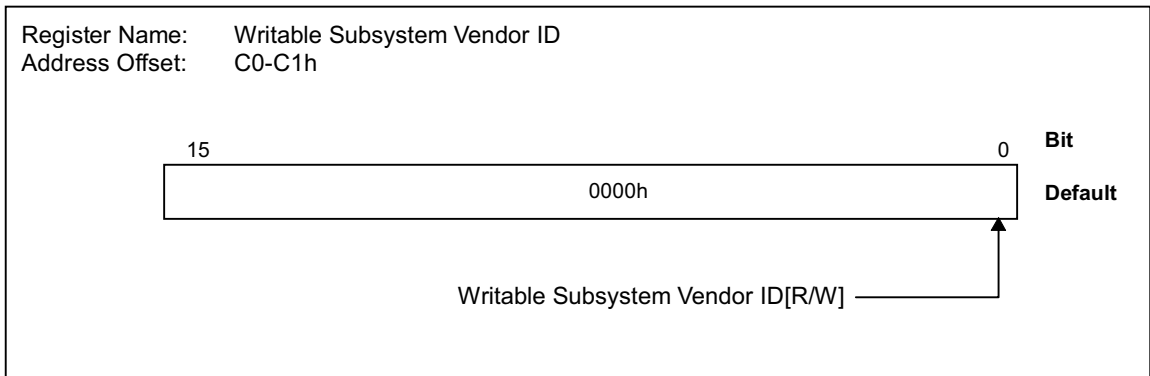 Register Name: Writable Subsystem Vendor ID
Address Offset: C0-C1h
15 0 Bit
0000h Default
Writable Subsystem Vendor ID[R/W]